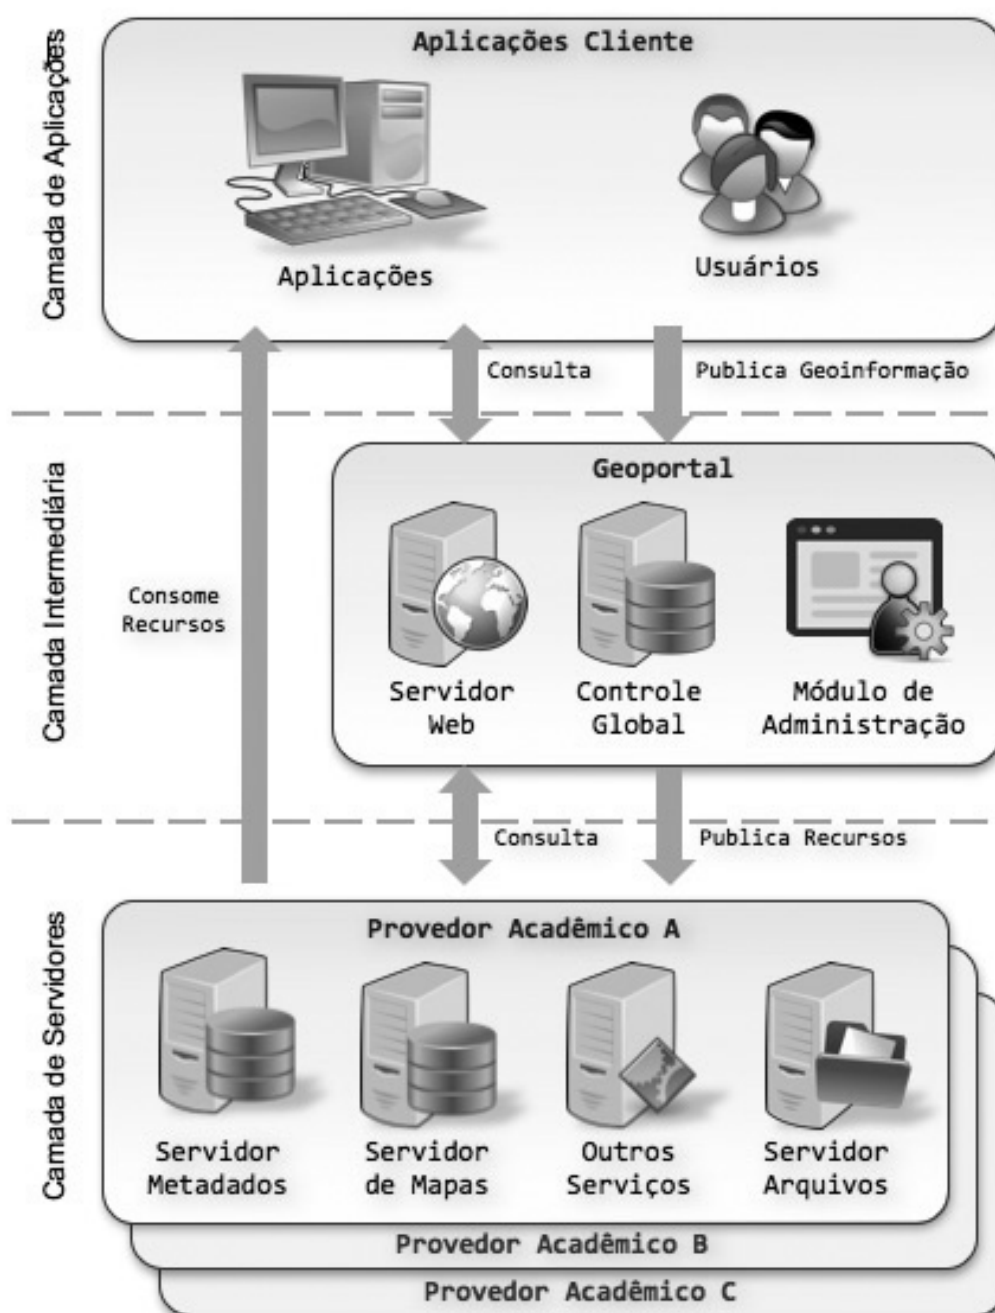 Camada de Aplicações
Aplicações Cliente
Aplicações
Usuários
Consulta
Publica Geoinformação
Camada Intermediária
Geoportal
Consome
Recursos
Servidor
Web
Controle
Global
Módulo de
Administração
Consulta
Publica Recursos
Camada de Servidores
Provedor Acadêmico A
Servidor
Metadados
Servidor
de Mapas
Outros
Serviços
Servidor
Arquivos
Provedor Acadêmico B
Provedor Acadêmico C